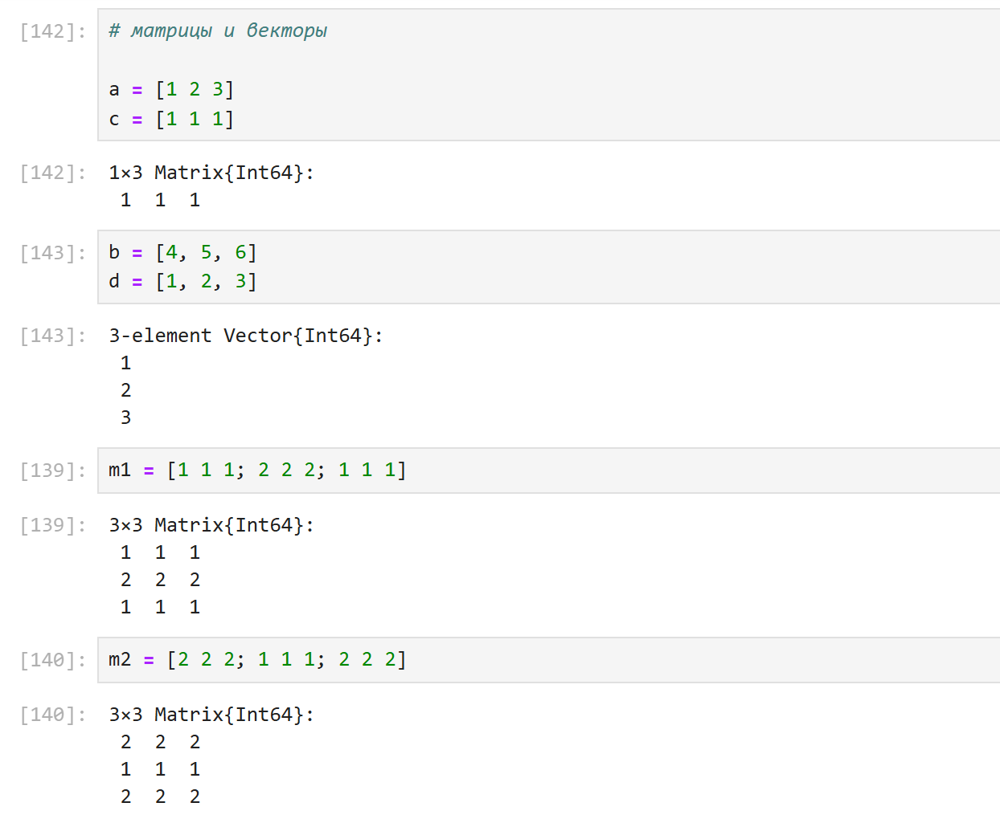 [142]: # матрицы и векторы
a = [1 2 3]
c = [1 1 1]
[142]: 1×3 Matrix{Int64}:
1 1 1
[143]: b = [4, 5, 6]
d = [1, 2, 3]
[143]: 3-element Vector{Int64}:
1
2
3
[139]: m1 = [1 1 1; 2 2 2; 1 1 1]
[139]: 3×3 Matrix{Int64}:
1 1 1
2 2 2
1 1 1
[140]: m2 = [2 2 2; 1 1 1; 2 2 2]
[140]: 3×3 Matrix{Int64}:
2 2 2
1 1 1
2 2 2